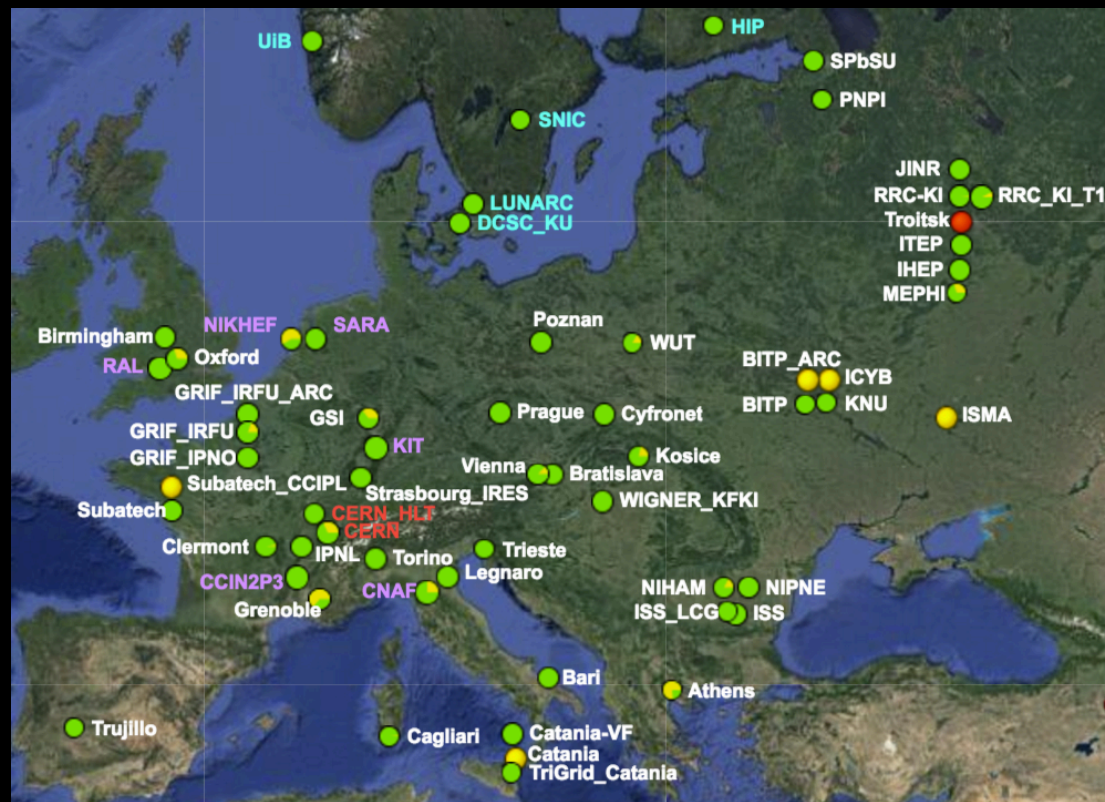 HIP
UiB
SPbSU
PNPI
SNIC
JINR
RRC-KI
RRC_KI_T1
LUNARC
DCSC_KU
Troitsk
ITEP
IHEP
MEPHI
NIKHEF
SARA
Poznan
Birmingham
WUT
Oxford
BITP_ARC
RAL
ICYB
GRIF_IRFU_ARC
BITP
KNU
GSI
Prague
Cyfronet
ISMA
GRIF_IRFU
KIT
GRIF_IPNO
Kosice
Vienna
Bratislava
Subatech_CCIPL
Strasbourg_IRES
WIGNER_KFKI
Subatech
CERN_HLT
CERN
Clermont
IPNL
Torino
Trieste
Legnaro
CCIN2P3
CNAF
NIHAM
NIPNE
Grenoble
ISS_LCG
ISS
Bari
Athens
Trujillo
Cagliari
Catania-VF
Catania
TriGrid_Catania